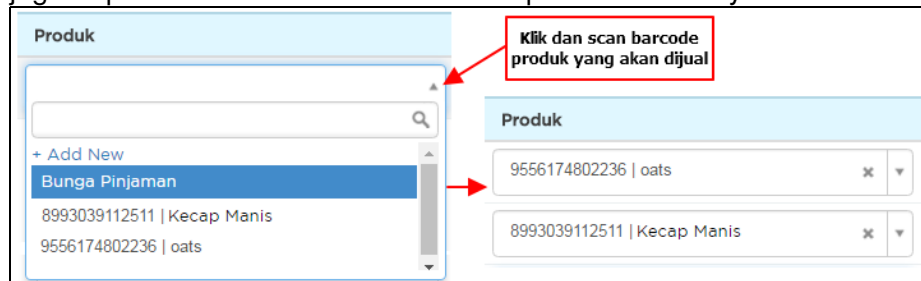 Produk
Klik dan scan barcode
produk yang akan dijual
+ Add New
Bunga Pinjaman
8993039112511 | Kecap Manis
9556174802236 | oats
Produk
9556174802236 | oats
8993039112511 | Kecap Manis